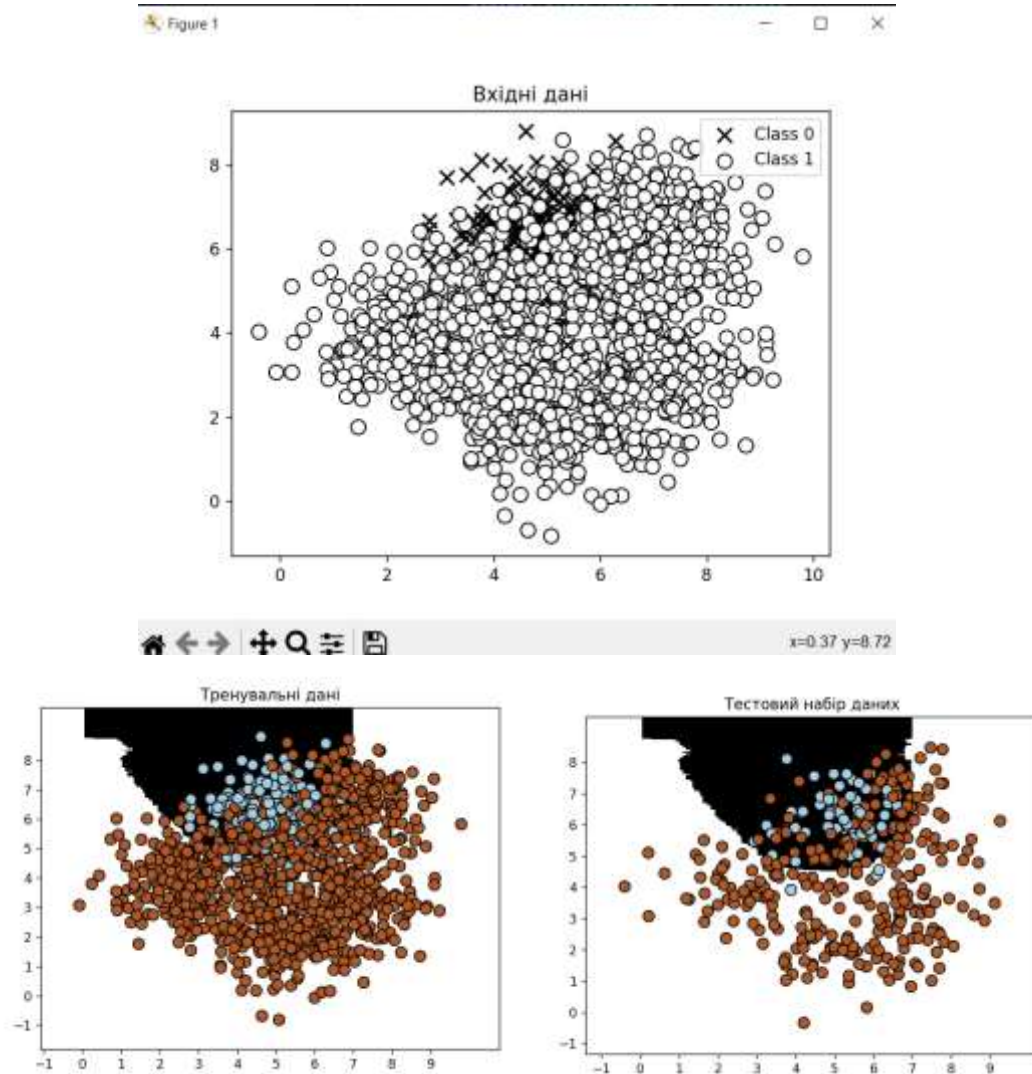 Figure 1
Вхідні дані
Class 0
Class 1
8
6
4
2
0
0 2 4 6 8 10
x=0.37 y=8.72
Тренувальні дані
8
7
6
5
4
3
2
1
0
−1
−1 0 1 2 3 4 5 6 7 8 9
Тестовий набір даних
8
7
6
5
4
3
2
1
0
−1
−1 0 1 2 3 4 5 6 7 8 9